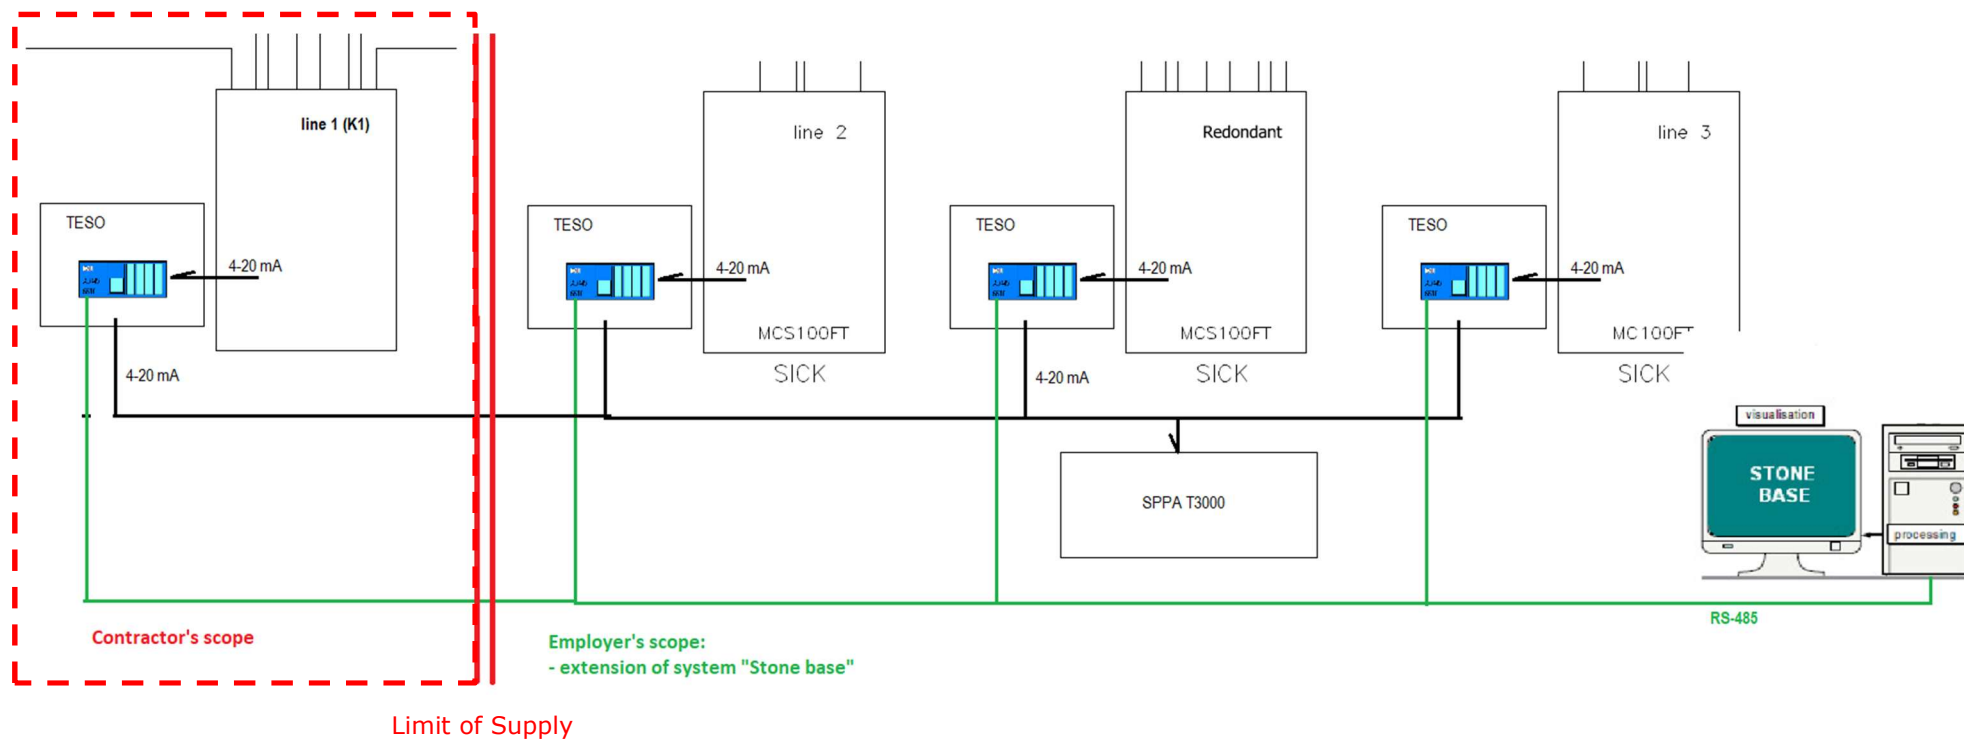 line 1 (K1)
line 2
Redondant
line 3
TESO
TESO
TESO
TESO
4-20 mA
4-20 mA
4-20 mA
4-20 mA
MCS100FT
MCS100FT
MC100FT
SICK
SICK
SICK
4-20 mA
4-20 mA
visualisation
STONE
BASE
SPPA T3000
processing
RS-485
Contractor's scope
Employer's scope:
- extension of system "Stone base"
Limit of Supply